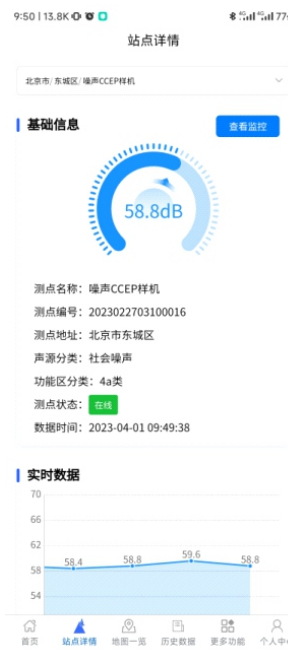 9:50 | 13.8K
4G 4G 77
站点详情
北京市/ 东城区/ 噪声CCEP样机
基础信息
查看监控
58.8dB
测点名称：噪声CCEP样机
测点编号：2023022703100016
测点地址：北京市东城区
声源分类：社会噪声
功能区分类：4a类
测点状态：在线
数据时间：2023-04-01 09:49:38
实时数据
70
66
62
58
54
58.4
58.8
59.6
58.8
首页
站点详情
地图一览
历史数据
更多功能
个人中